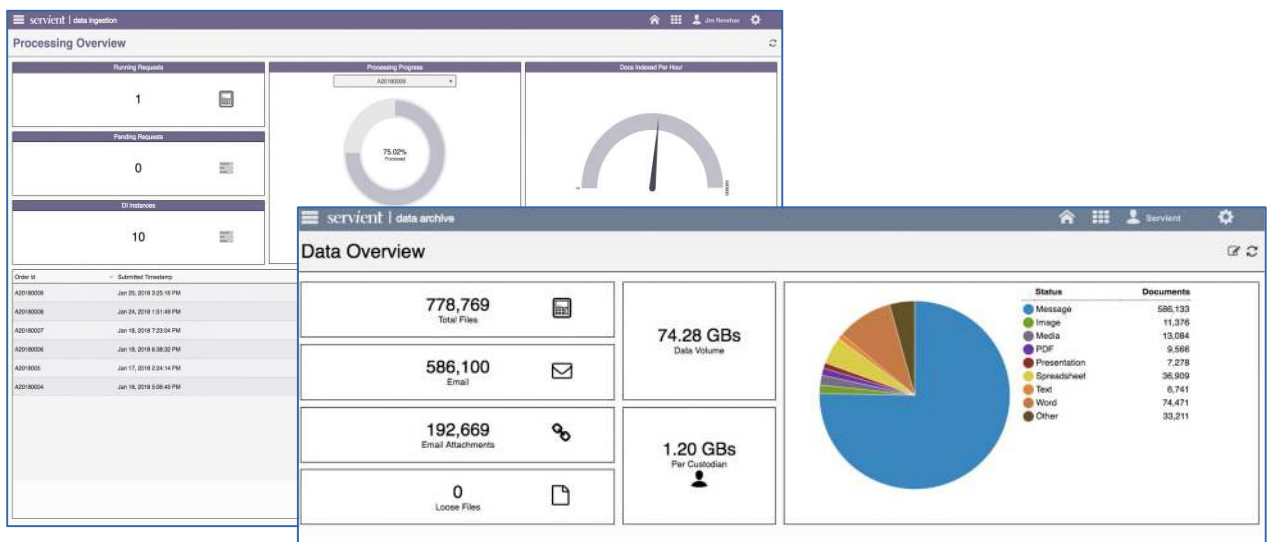 servient | data ingestion
Jim Renehan
Processing Overview
Running Requests
1
Pending Requests
0
DI Instances
10
Processing Progress
A20180009
75.02%
Processed
Docs Indexed Per Hour
0
Order Id Submitted Timestamp
A20180009 Jan 25, 2018 3:25:16 PM
A20180008 Jan 24, 2018 1:51:49 PM
A20180007 Jan 18, 2018 7:23:04 PM
A20180006 Jan 18, 2018 6:38:32 PM
A2018005 Jan 17, 2018 2:24:14 PM
A20180004 Jan 16, 2018 5:06:49 PM
servient | data archive
Servient
Data Overview
778,769
Total Files
586,100
Email
192,669
Email Attachments
0
Loose Files
74.28 GBs
Data Volume
1.20 GBs
Per Custodian
Status Documents
Message 586,133
Image 11,376
Media 13,084
PDF 9,566
Presentation 7,278
Spreadsheet 36,909
Text 6,741
Word 74,471
Other 33,211